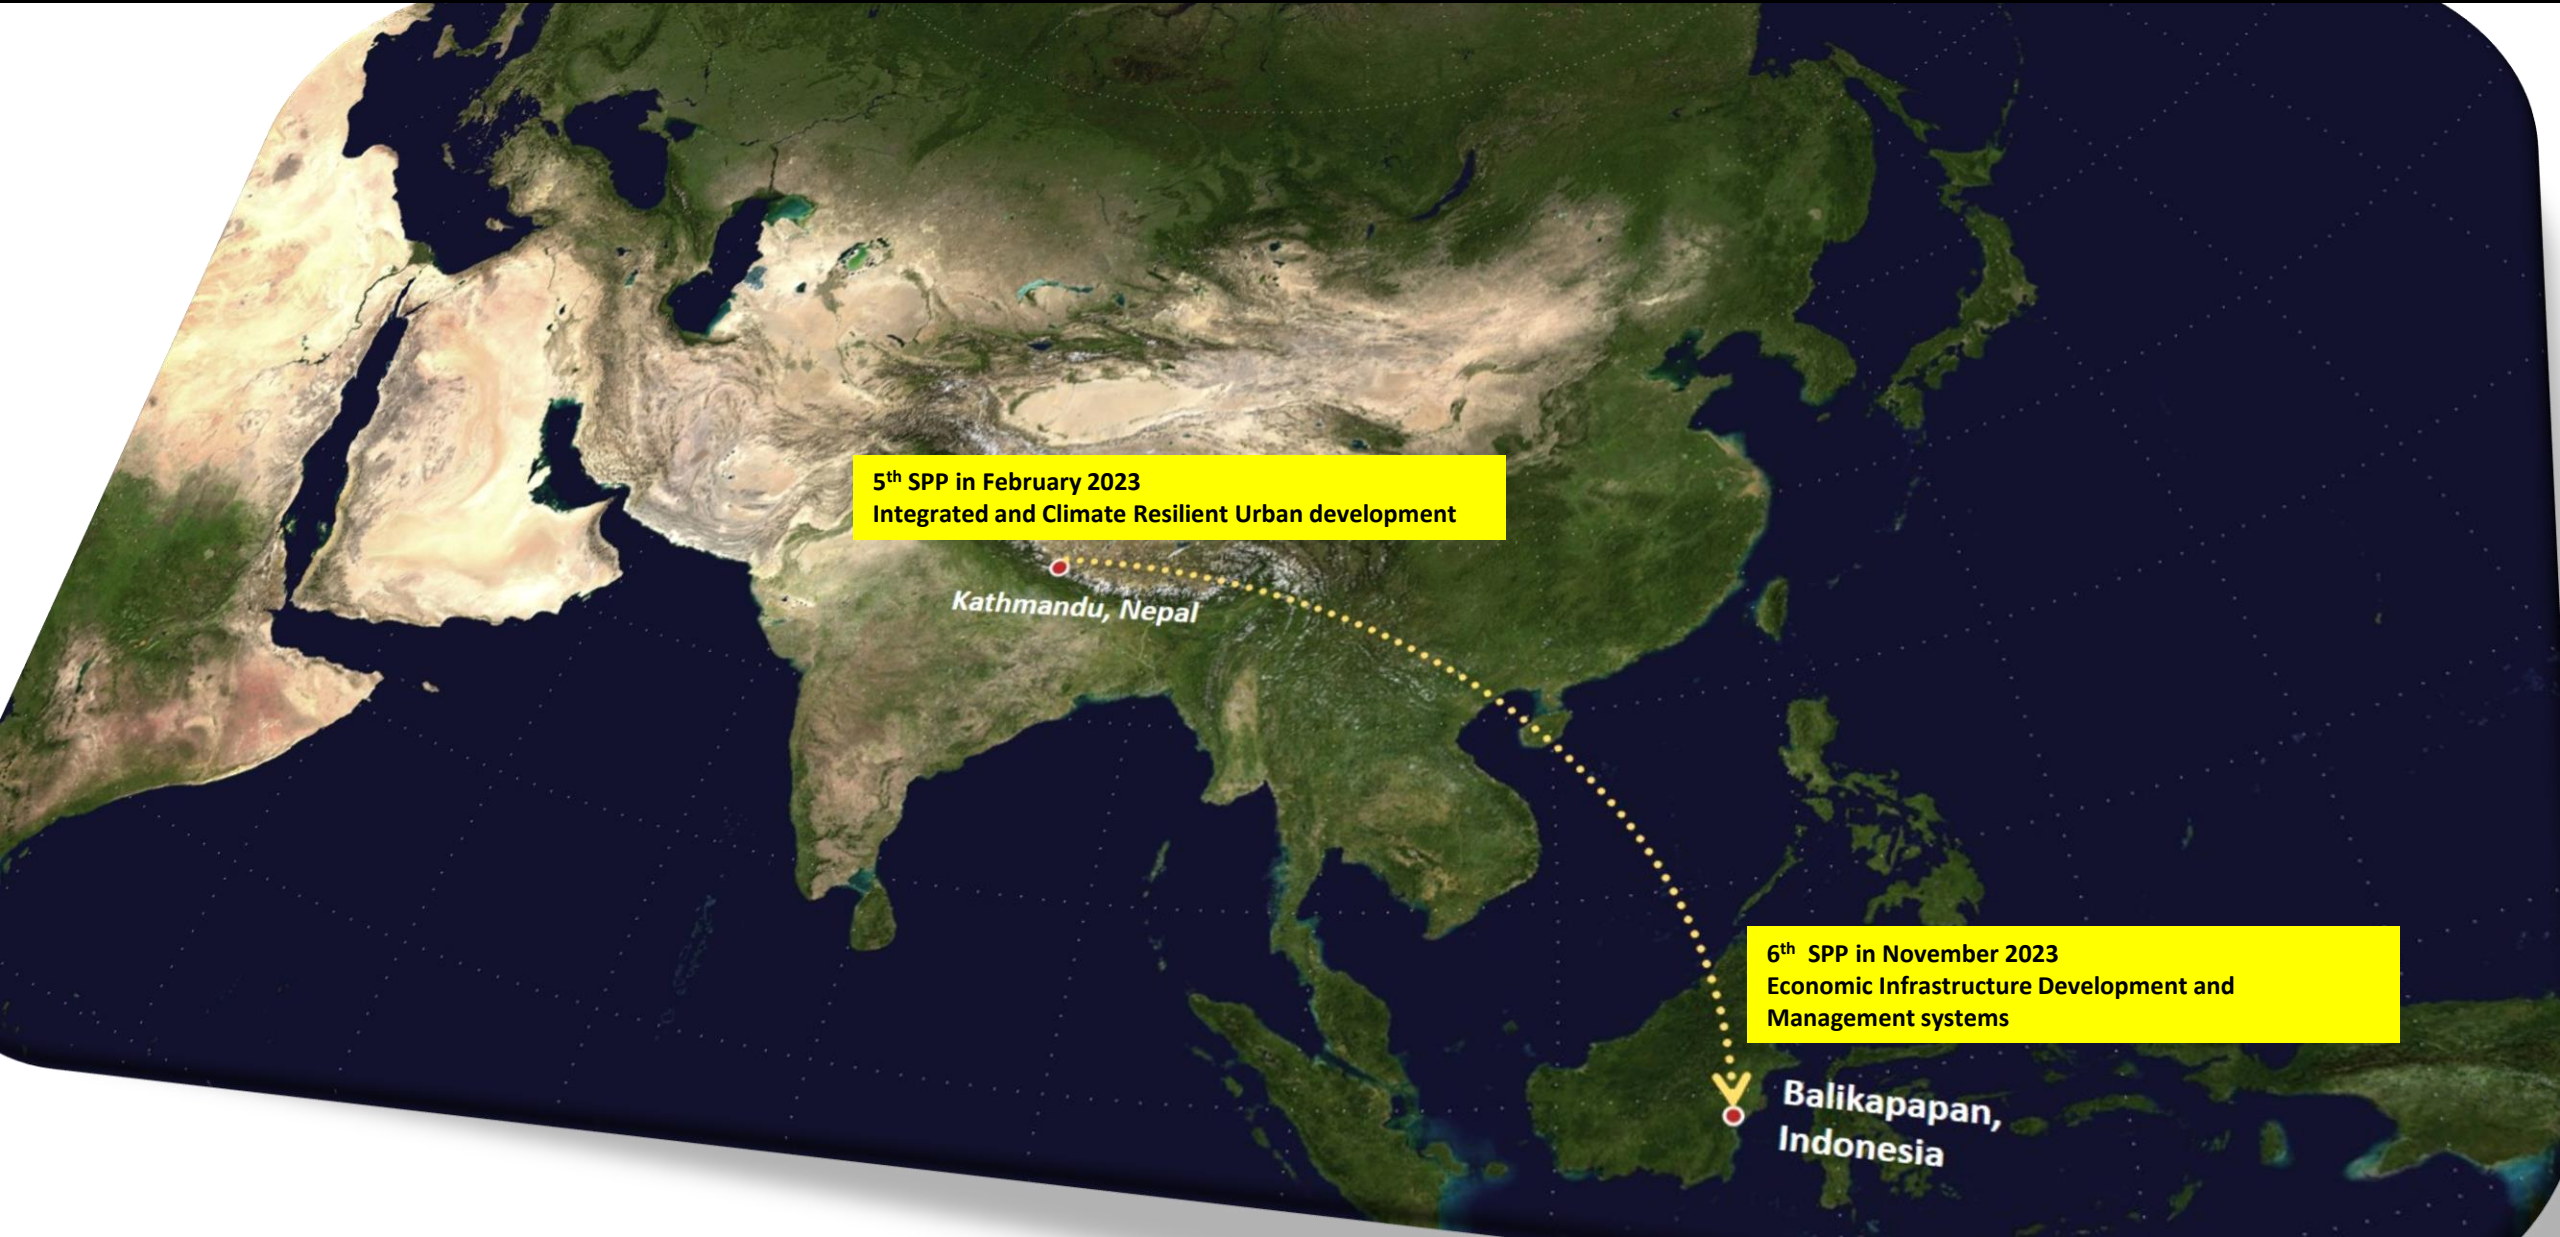 5th SPP in February 2023
Integrated and Climate Resilient Urban development
Kathmandu, Nepal
6th SPP in November 2023
Economic Infrastructure Development and
Management systems
Balikapapan,
Indonesia